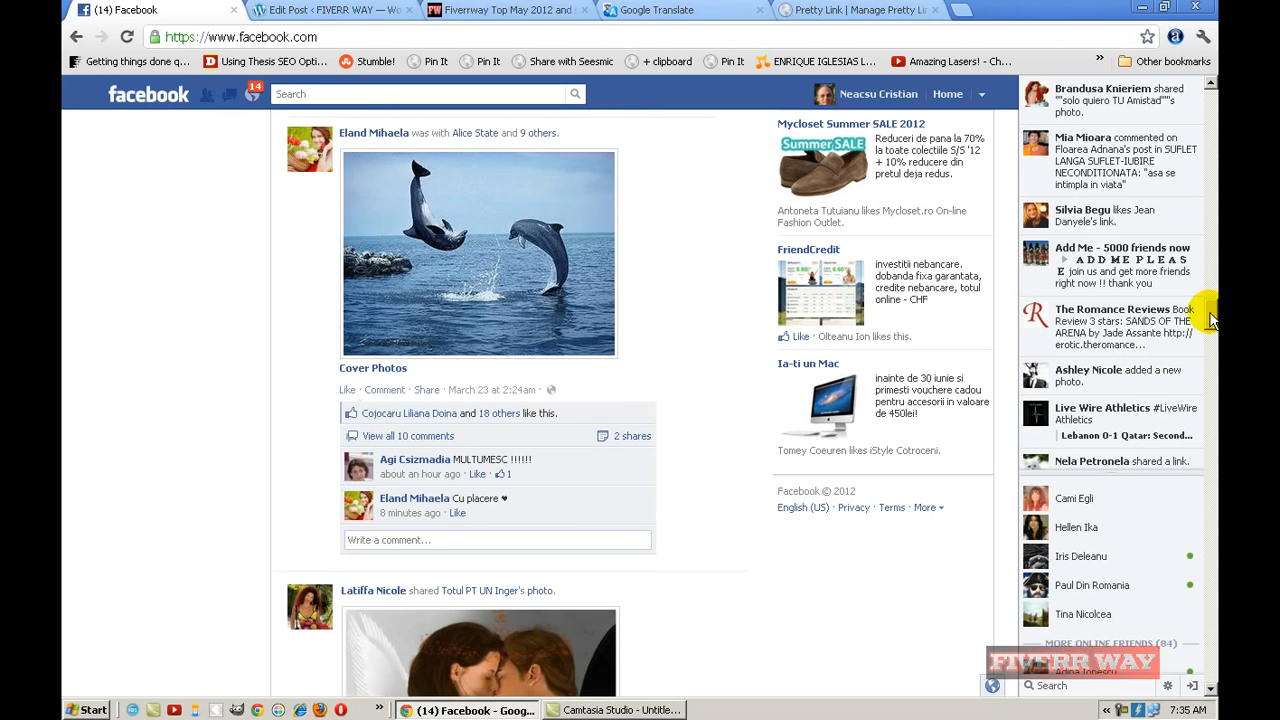 (14) Facebook
Edit Post ‹ FIVERR WAY — Wo
Fiverrway Top May 2012 and
Google Translate
Pretty Link | Manage Pretty Lin
https://www.facebook.com
Getting things done q...
Using Thesis SEO Opti...
Stumble!
Pin It
Pin It
Share with Seesmic
+ clipboard
Pin It
ENRIQUE IGLESIAS L...
Amazing Lasers! - Ch...
»
Other bookmarks
facebook
14
Search
Neacsu Cristian
Home
Eland Mihaela was with Alice State and 9 others.
Cover Photos
Like · Comment · Share · March 23 at 2:24am ·
Cojocaru Liliana Doina and 18 others like this.
View all 10 comments
2 shares
Agi Csizmadia MULTUMESC !!!!!!
about an hour ago · Like · 1
Eland Mihaela Cu placere ♥
8 minutes ago · Like
Write a comment...
Latiffa Nicole shared Totul PT UN Inger's photo.
Mycloset Summer SALE 2012
Summer SALE
Reduceri de pana la 70%
la toate colectiile S/S '12
+ 10% reducere din
pretul deja redus.
Antoneta Tutuianu likes Mycloset.ro On-line
Fashion Outlet.
FriendCredit
investitii nebancare.
dobanda fixa garantata,
credite nebancare, totul
online - CHF
Like · Olteanu Ion likes this.
Ia-ti un Mac
inainte de 30 iunie si
primesti vouchere cadou
pentru accesorii in valoare
de 450lei!
Tomey Coeuren likes iStyle Cotroceni.
Facebook © 2012
English (US) · Privacy · Terms · More
Brandusa Knieriem shared
""solo quiero TU Amistad""'s
photo.
Mia Mioara commented on
Floarea Adnana's post in SUFLET
LANGA SUFLET-IUBIRE
NECONDITIONATA: "asa se
intimpla in viata"
Silvia Begu likes Jean
Danyele's link.
Add Me - 5000 friends now
A D D M E P L E A S
E join us and get more friends
right now !! thank you
R
The Romance Reviews Book
Review 3 stars: SANDS OF THE
ARENA by Jade Assante http://
erotic.theromance...
Ashley Nicole added a new
photo.
Live Wire Athletics #LiveWire
Athletics
Lebanon 0-1 Qatar: Second...
Nela Petronela shared a link.
Cami Egli
Hellen Ika
Iris Deleanu
Paul Din Romania
Tina Nicolcea
MORE ONLINE FRIENDS (84)
FIVERR WAY
Search
Start
»
(14) Facebook - Goog...
Camtasia Studio - Untitle...
«
7:35 AM